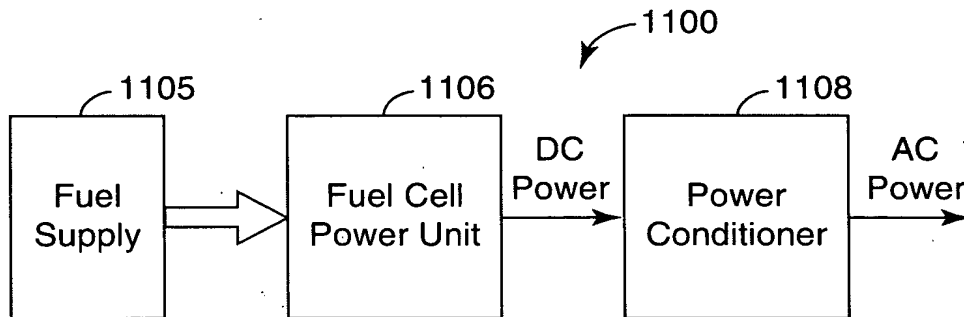 1100
1105
1106
1108
Fuel
Supply
Fuel Cell
Power Unit
DC
Power
Power
Conditioner
AC
Power